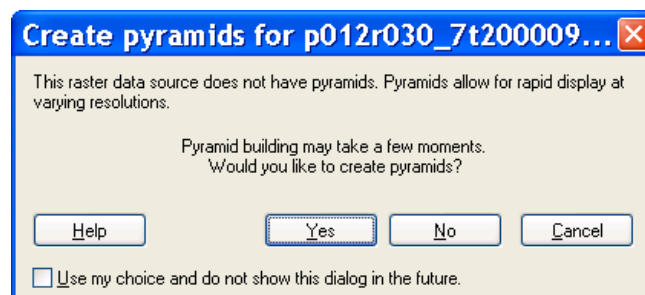 Create pyramids for p012r030_7t200009...
This raster data source does not have pyramids. Pyramids allow for rapid display at
varying resolutions.
Pyramid building may take a few moments.
Would you like to create pyramids?
Help Yes No Cancel
Use my choice and do not show this dialog in the future.